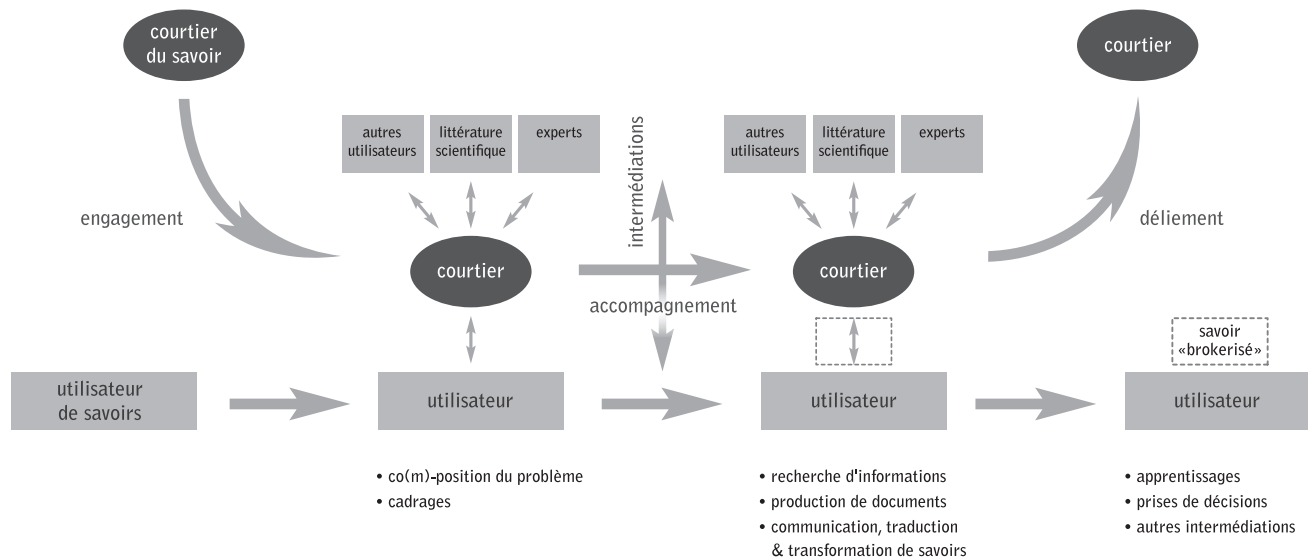 courtier
du savoir
courtier
autres
utilisateurs
littérature
scientifique
experts
intermédiations
autres
utilisateurs
littérature
scientifique
experts
engagement
déliement
courtier
courtier
accompagnement
savoir
«brokerisé»
utilisateur
de savoirs
utilisateur
utilisateur
utilisateur
• co(m)-position du problème
• cadrages
• recherche d'informations
• production de documents
• communication, traduction
& transformation de savoirs
• apprentissages
• prises de décisions
• autres intermédiations